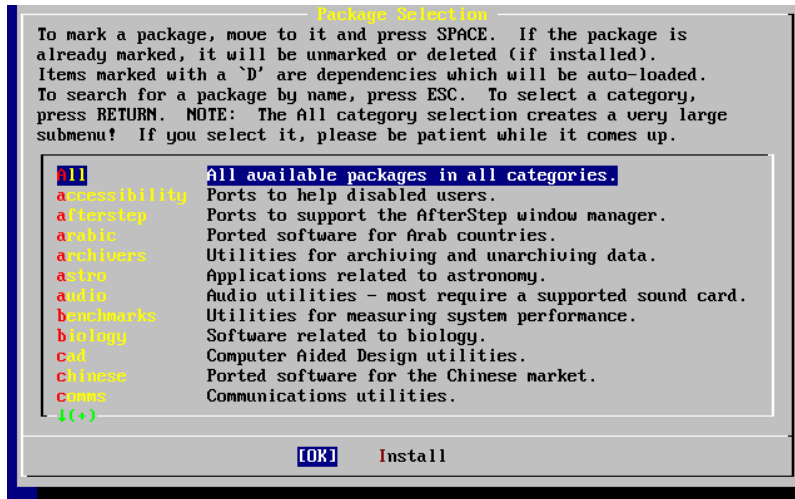 Package Selection
To mark a package, move to it and press SPACE.  If the package is
already marked, it will be unmarked or deleted (if installed).
Items marked with a `D' are dependencies which will be auto-loaded.
To search for a package by name, press ESC.  To select a category,
press RETURN.  NOTE:  The All category selection creates a very large
submenu!  If you select it, please be patient while it comes up.
All All available packages in all categories.
accessibility Ports to help disabled users.
afterstep Ports to support the AfterStep window manager.
arabic Ported software for Arab countries.
archivers Utilities for archiving and unarchiving data.
astro Applications related to astronomy.
audio Audio utilities - most require a supported sound card.
benchmarks Utilities for measuring system performance.
biology Software related to biology.
cad Computer Aided Design utilities.
chinese Ported software for the Chinese market.
comms Communications utilities.
↓(+)
[OK] Install